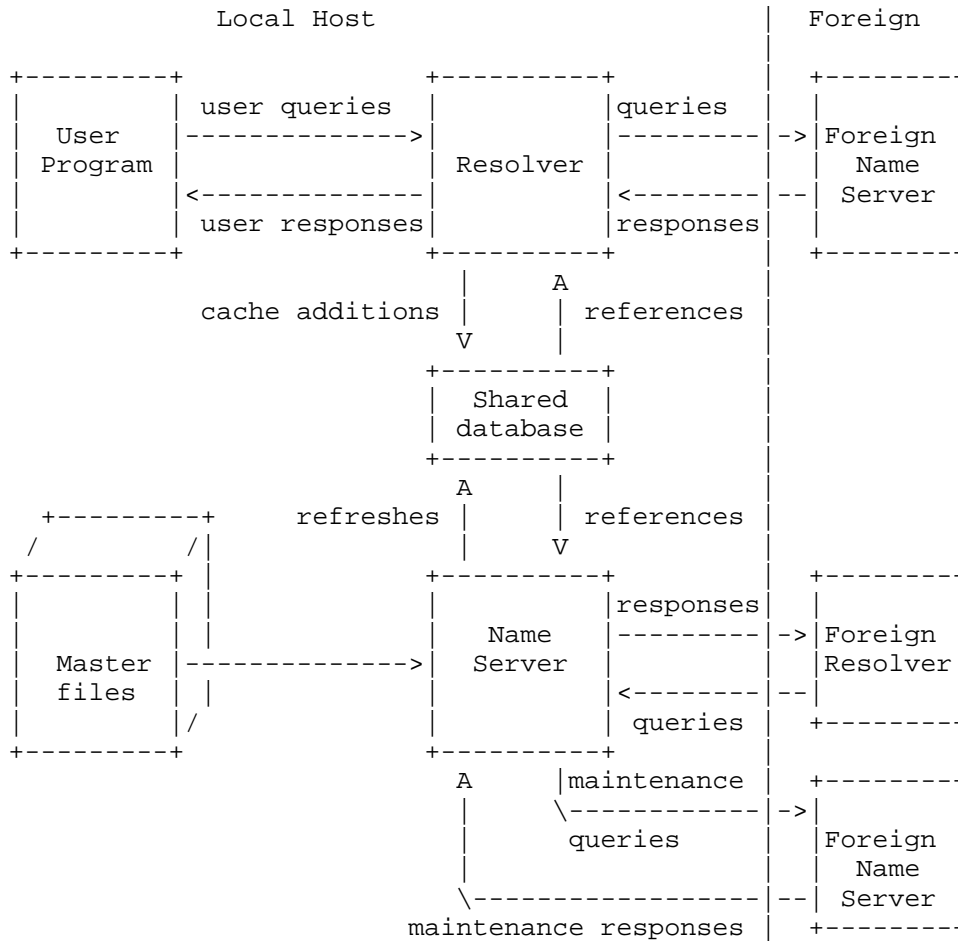 Local Host | Foreign
user queries queries
User Foreign
Program Resolver Name
Server
user responses responses
A
cache additions references
V
Shared
database
A
refreshes references
V
responses
Name Foreign
Master Server Resolver
files
queries
A maintenance
queries Foreign
Name
Server
maintenance responses